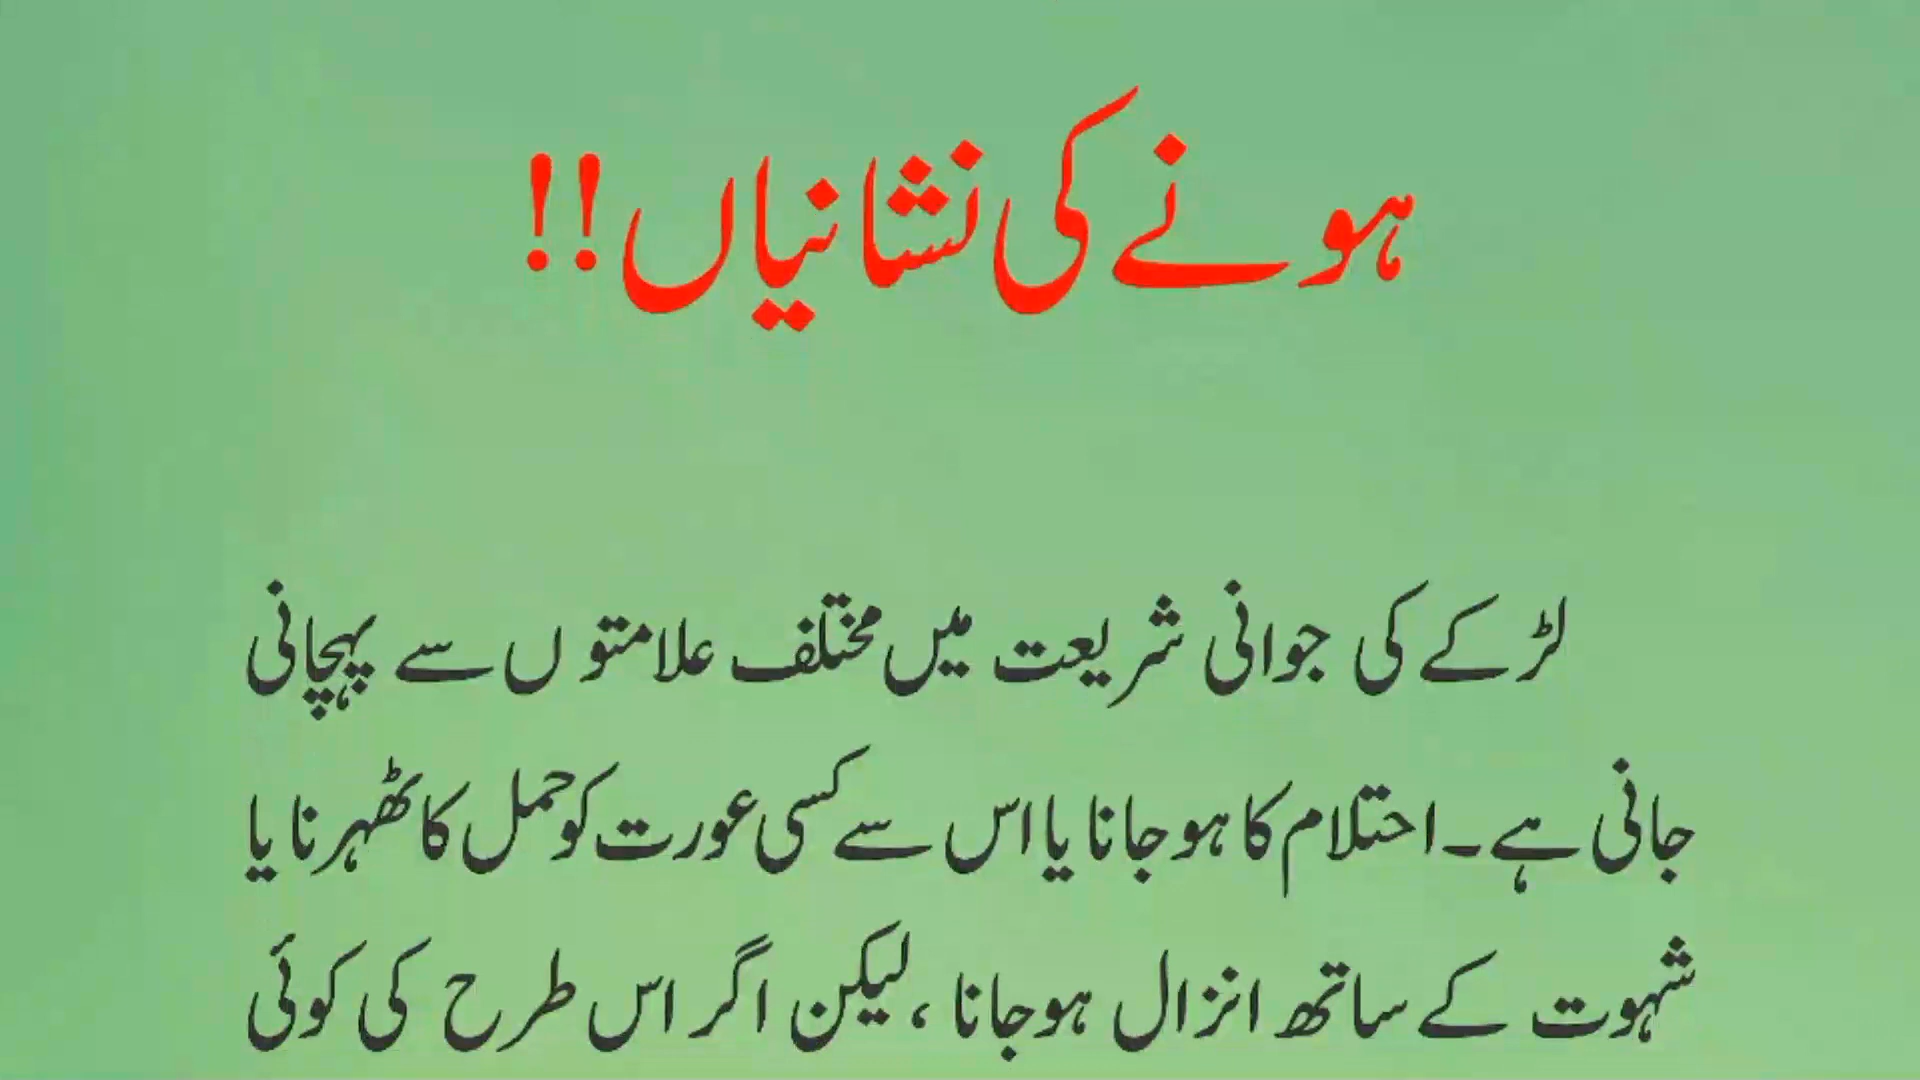 ہونے کی نشانیاں!!
لڑکے کی جوانی شریعت میں مختلف علامتوں سے پہچانی
جانی ہے۔ احتلام کا ہو جانا یا اس سے کسی عورت کو حمل کا ٹھہرنا یا
شہوت کے ساتھ انزال ہو جانا ، لیکن اگر اس طرح کی کوئی